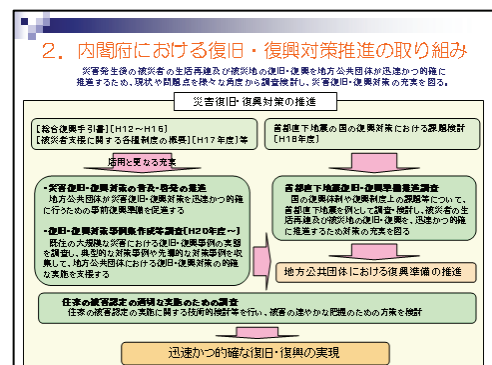 2．内閣府における復旧・復興対策推進の取り組み
災害発生後の被災者の生活再建及び被災地の復旧・復興を地方公共団体が迅速かつ的確に
推進するため、現状や問題点を様々な角度から調査検討し、災害復旧・復興対策の充実を図る。
災害復旧・復興対策の推進
【総合復興手引書】【H12～H15】
【被災者支援に関する各種制度の概要】【H17年度】等
活用と更なる充実
・災害復旧・復興対策の普及・啓発の推進
地方公共団体が災害復旧・復興対策を迅速かつ的確
に行うための事前復興準備を促進する
・復旧・復興対策事例集作成等調査【H20年度～】
既往の大規模な災害における復旧・復興事例の実態
を調査し、典型的な対策事例や先導的な対策事例を収
集して、地方公共団体における復旧・復興対策の的確
な実施を支援する
首都直下地震の国の復興対策における課題検討
【H18年度】
首都直下地震復旧・復興準備推進調査
国の復興体制や復興制度上の課題等について、
首都直下地震を例として調査・検討し、被災者の生
活再建及び被災地の復旧・復興を、迅速かつ的確
に推進するため対策の充実を図る
地方公共団体における復興準備の推進
住家の被害認定の適切な実施のための調査
住家の被害認定の実施に関する技術的検討等を行い、被害の速やかな把握のための方策を検討
迅速かつ的確な復旧・復興の実現